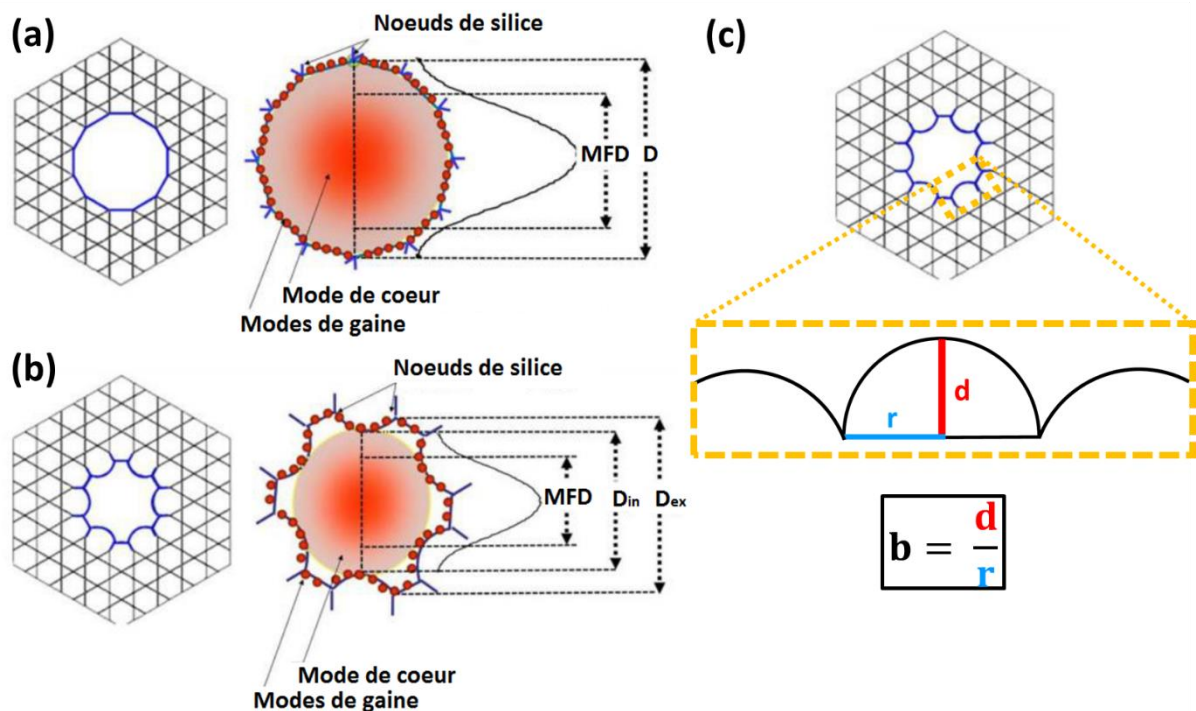 (a)
Noeuds de silice
MFD
D
Mode de coeur
Modes de gaine
(b)
Noeuds de silice
MFD
Din
Dex
Mode de coeur
Modes de gaine
(c)
r
d
b = d/r